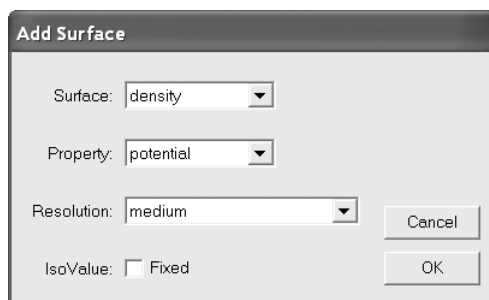 Add Surface
Surface: density
Property: potential
Resolution: medium
Cancel
IsoValue: Fixed
OK